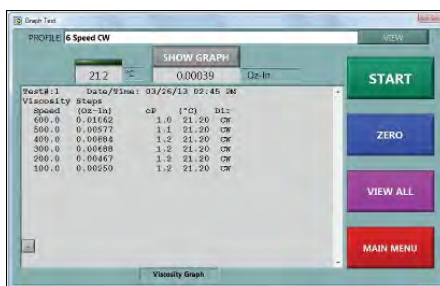 Graph Test
PROFILE 6 Speed CW VIEW
SHOW GRAPH
21.2 °C 0.00039 Oz-In
START
Test#:1 Date/Time: 03/26/13 02:45 PM
Viscosity Steps
Speed (Oz-In) cP (°C) Dir
600.0 0.01062 1.0 21.20 CW
500.0 0.00577 1.1 21.20 CW
400.0 0.00684 1.2 21.20 CW
300.0 0.00688 1.2 21.20 CW
200.0 0.00467 1.2 21.20 CW
100.0 0.00250 1.2 21.20 CW
ZERO
VIEW ALL
MAIN MENU
Viscosity Graph